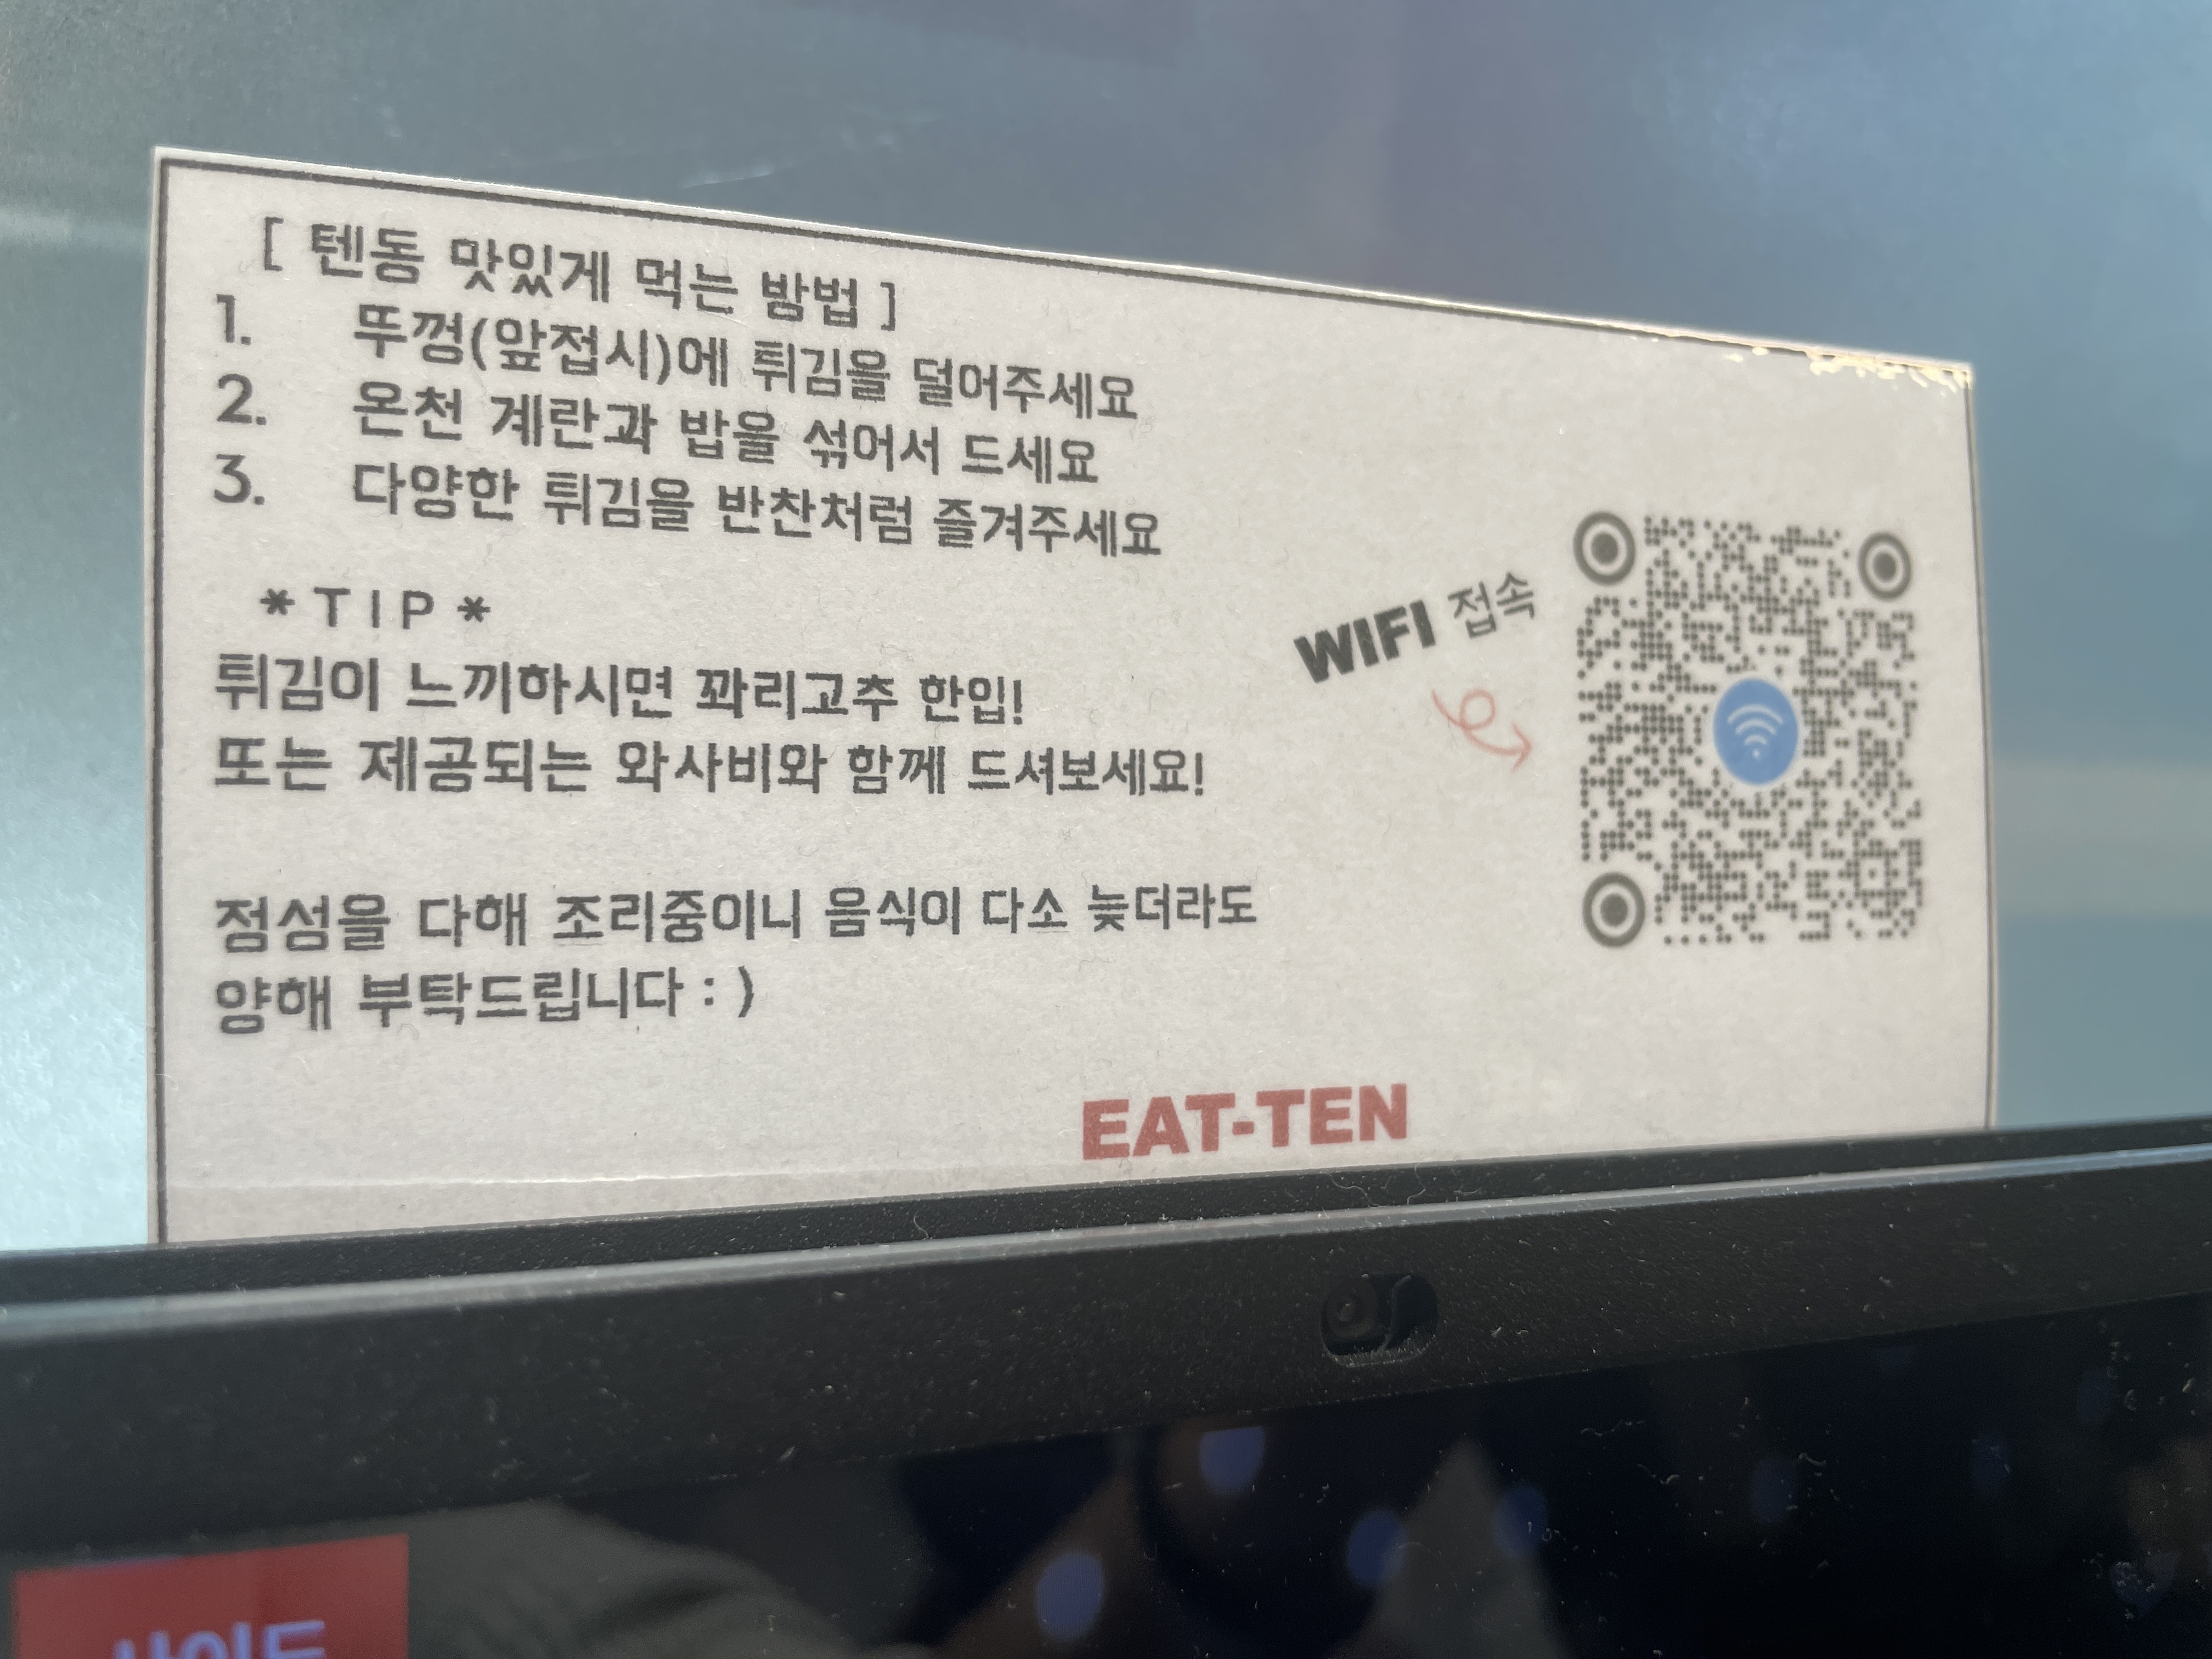 [ 텐동 맛있게 먹는 방법 ]
1. 뚜껑(앞접시)에 튀김을 덜어주세요
2. 온천 계란과 밥을 섞어서 드세요
3. 다양한 튀김을 반찬처럼 즐겨주세요
* T I P *
튀김이 느끼하시면 꽈리고추 한입!
또는 제공되는 와사비와 함께 드셔보세요!
WIFI 접속
점성을 다해 조리중이니 음식이 다소 늦더라도
양해 부탁드립니다 : )
EAT-TEN
사이드